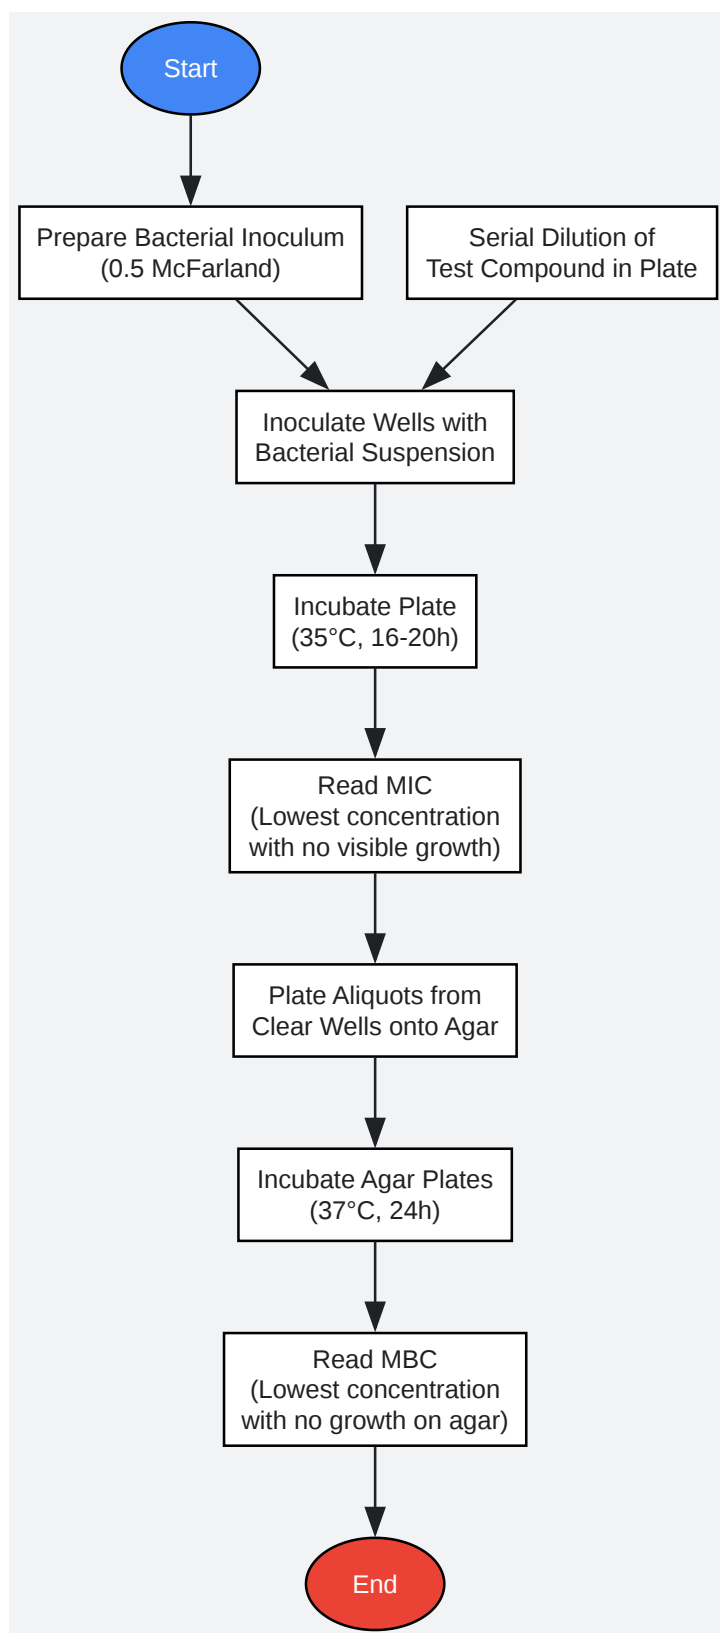 Start
Prepare Bacterial Inoculum
(0.5 McFarland)
Serial Dilution of
Test Compound in Plate
Inoculate Wells with
Bacterial Suspension
Incubate Plate
(35°C, 16-20h)
Read MIC
(Lowest concentration
with no visible growth)
Plate Aliquots from
Clear Wells onto Agar
Incubate Agar Plates
(37°C, 24h)
Read MBC
(Lowest concentration
with no growth on agar)
End